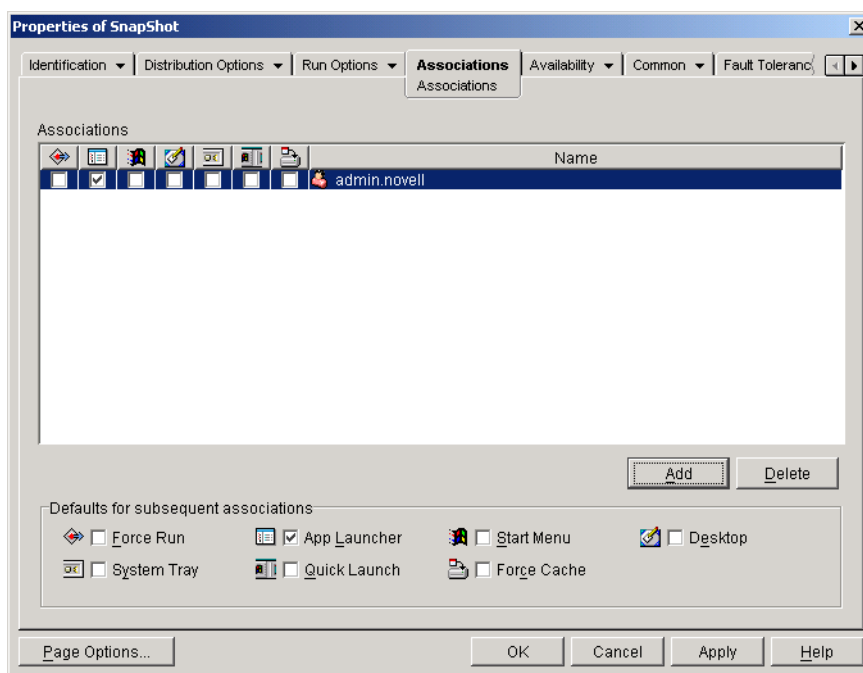 Properties of SnapShot
Identification
Distribution Options
Run Options
Associations
Availability
Common
Fault Toleranc
Associations
Associations
Name
admin.novell
Add
Delete
Defaults for subsequent associations
Force Run
App Launcher
Start Menu
Desktop
System Tray
Quick Launch
Force Cache
Page Options...
OK
Cancel
Apply
Help